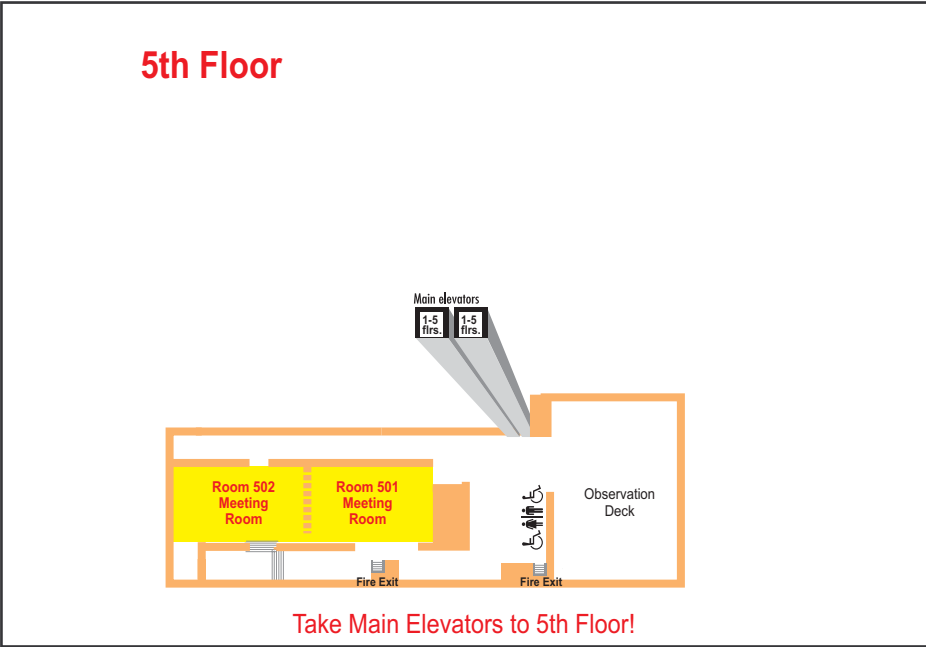 5th Floor
Main elevators
1-5
flrs.
1-5
flrs.
Room 502
Meeting
Room
Room 501
Meeting
Room
Observation
Deck
Fire Exit
Fire Exit
Take Main Elevators to 5th Floor!